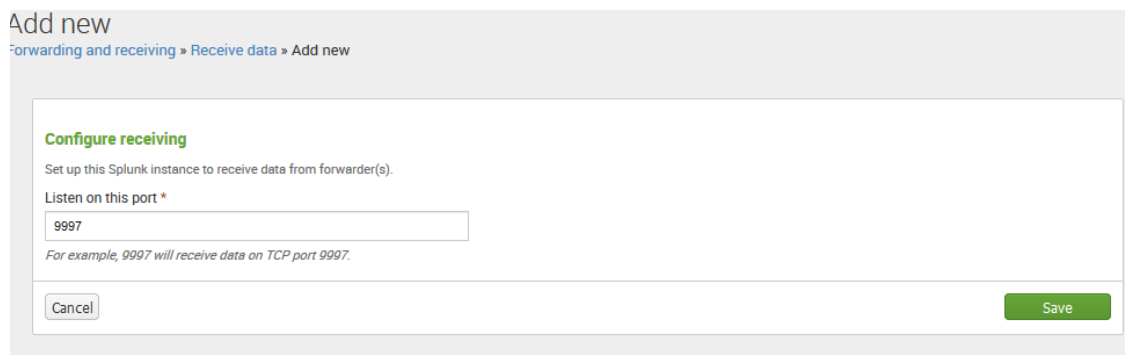 Add new
Forwarding and receiving » Receive data » Add new
Configure receiving
Set up this Splunk instance to receive data from forwarder(s).
Listen on this port *
9997
For example, 9997 will receive data on TCP port 9997.
Cancel
Save